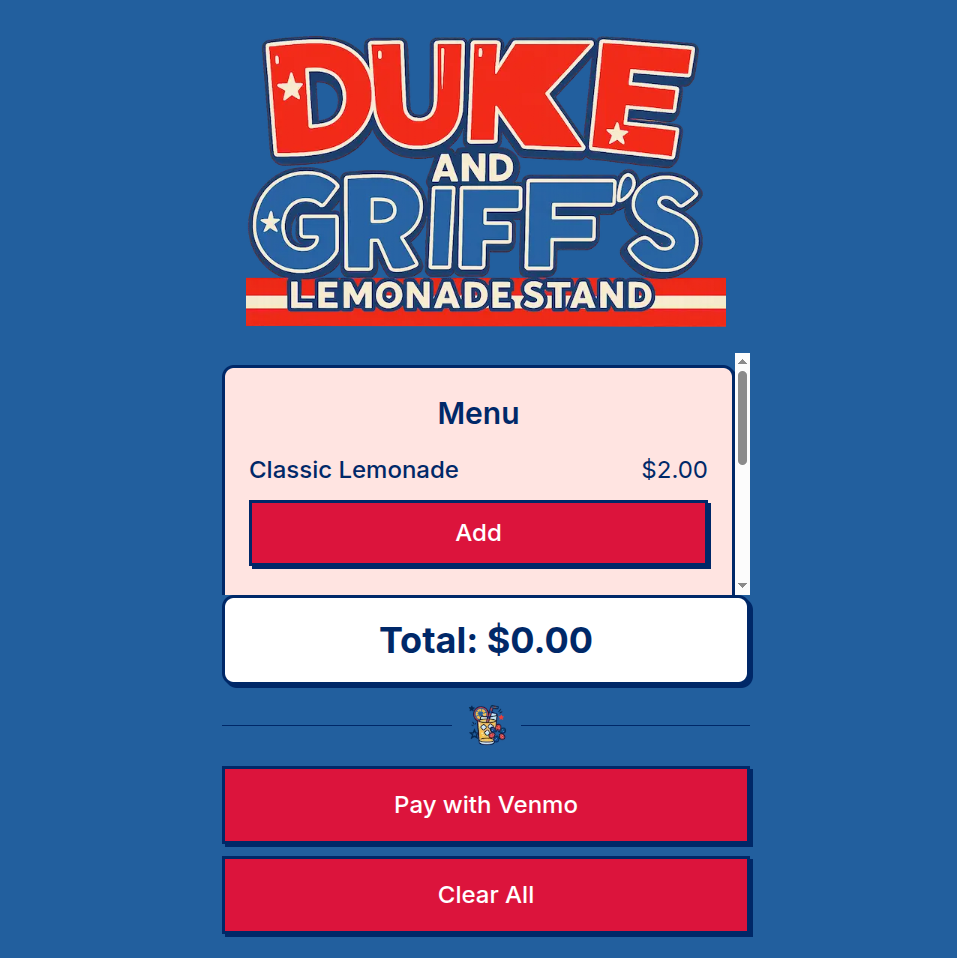 DUKE
AND
GRIFF'S
LEMONADE STAND
Menu
Classic Lemonade $2.00
Add
Total: $0.00
Pay with Venmo
Clear All